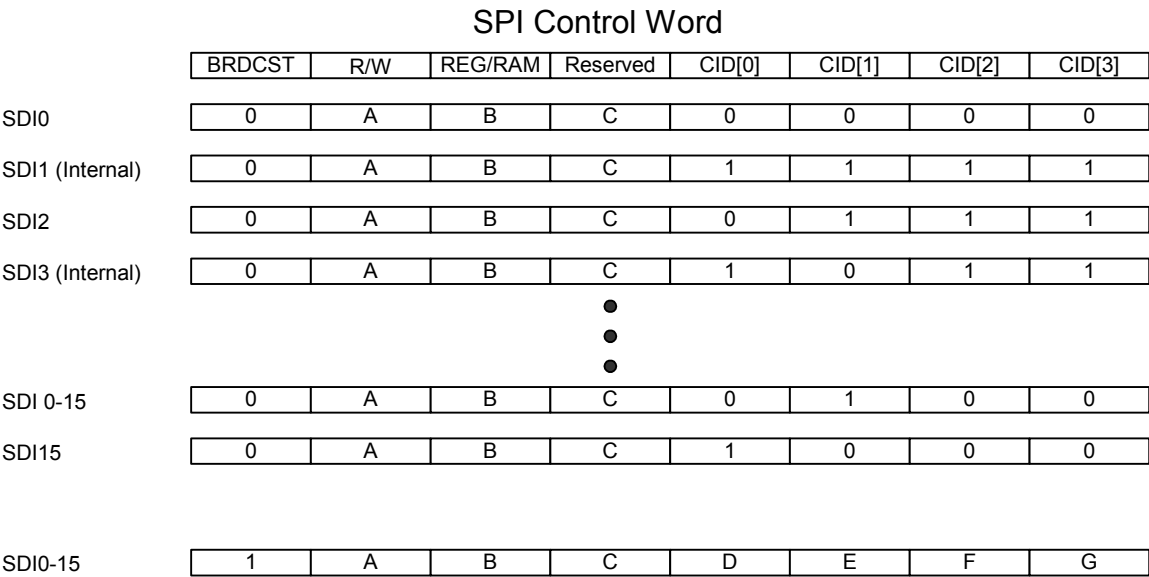 SPI Control Word
BRDCST R/W REG/RAM Reserved CID[0] CID[1] CID[2] CID[3]
SDI0 0 A B C 0 0 0 0
SDI1 (Internal) 0 A B C 1 1 1 1
SDI2 0 A B C 0 1 1 1
SDI3 (Internal) 0 A B C 1 0 1 1
SDI 0-15 0 A B C 0 1 0 0
SDI15 0 A B C 1 0 0 0
SDI0-15 1 A B C D E F G